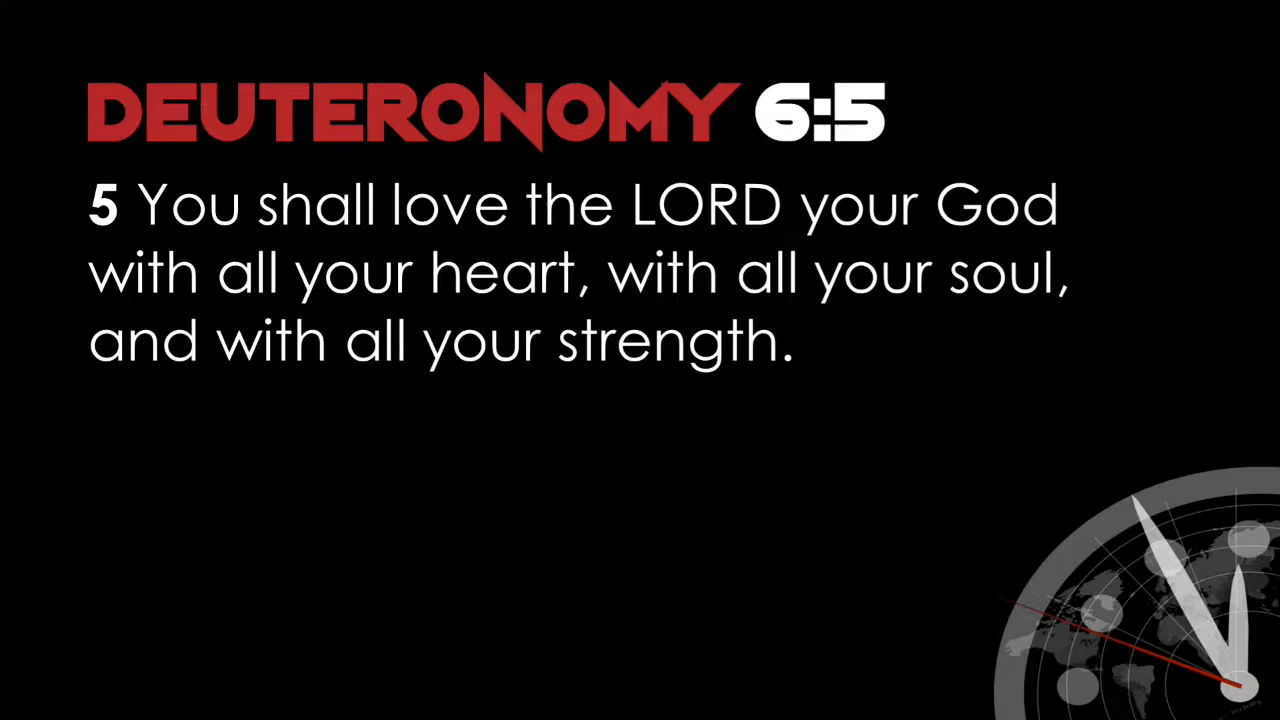 DEUTERONOMY 6:5
5 You shall love the LORD your God
with all your heart, with all your soul,
and with all your strength.